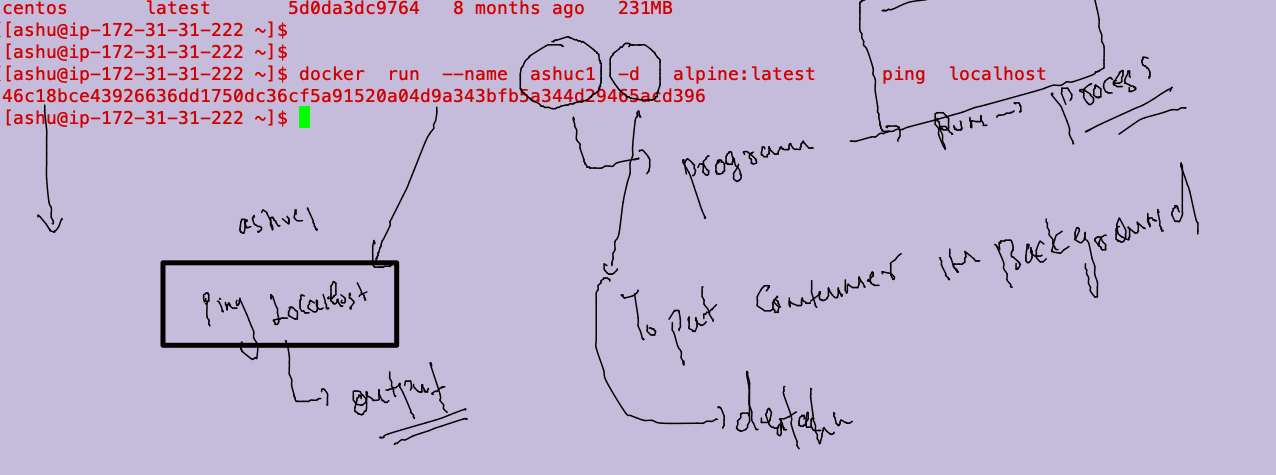 centos latest 5d0da3dc9764 8 months ago 231MB
[ashu@ip-172-31-31-222 ~]$
[ashu@ip-172-31-31-222 ~]$
[ashu@ip-172-31-31-222 ~]$ docker run --name ashuc1 -d alpine:latest ping localhost
46c18bce43926636dd1750dc36cf5a91520a04d9a343bfb5a344d29465acd396
[ashu@ip-172-31-31-222 ~]$
program run process
ashuc1
To put Container in Background
Ping Localhost
output